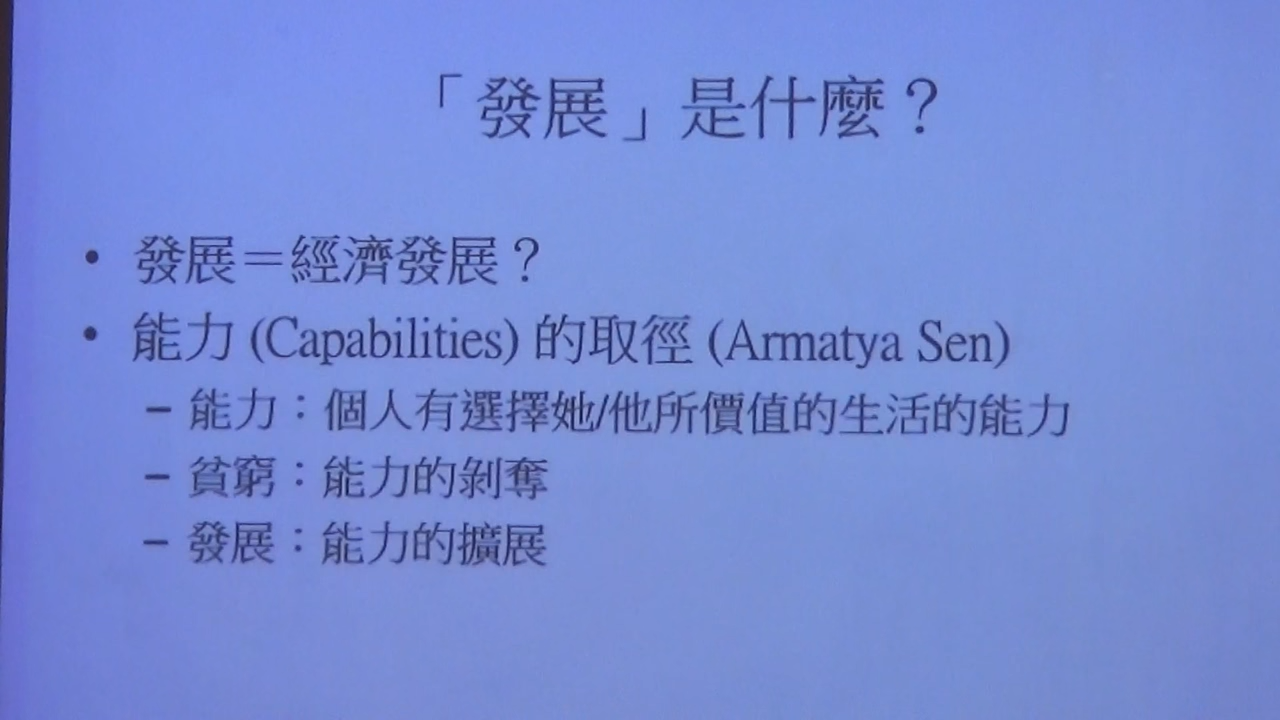 「發展」是什麼？
• 發展＝經濟發展？
• 能力 (Capabilities) 的取徑 (Armatya Sen)
– 能力：個人有選擇她/他所價值的生活的能力
– 貧窮：能力的剝奪
– 發展：能力的擴展